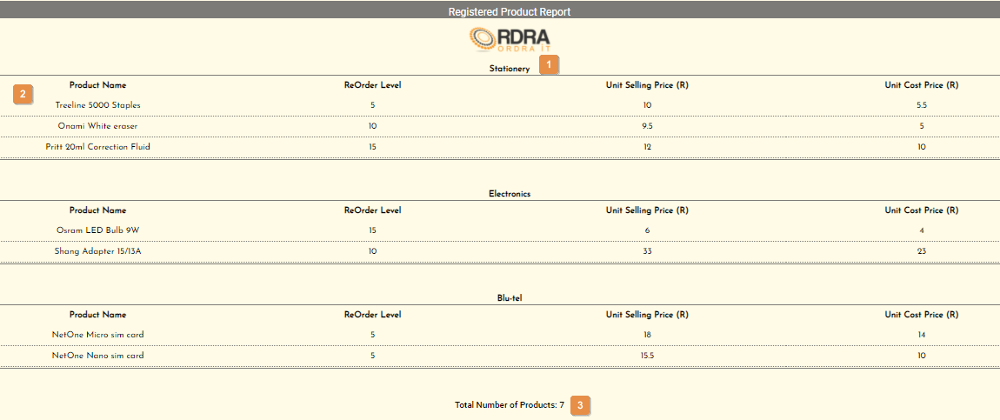 Registered Product Report
RDRA
ORDRA IT
Stationery 1
2
Product Name ReOrder Level Unit Selling Price (R) Unit Cost Price (R)
Treeline 5000 Staples 5 10 5.5
Onami White eraser 10 9.5 5
Pritt 20ml Correction Fluid 15 12 10
Electronics
Product Name ReOrder Level Unit Selling Price (R) Unit Cost Price (R)
Osram LED Bulb 9W 15 6 4
Shang Adapter 15/13A 10 33 23
Blu-tel
Product Name ReOrder Level Unit Selling Price (R) Unit Cost Price (R)
NetOne Micro sim card 5 18 14
NetOne Nano sim card 5 15.5 10
Total Number of Products: 7 3